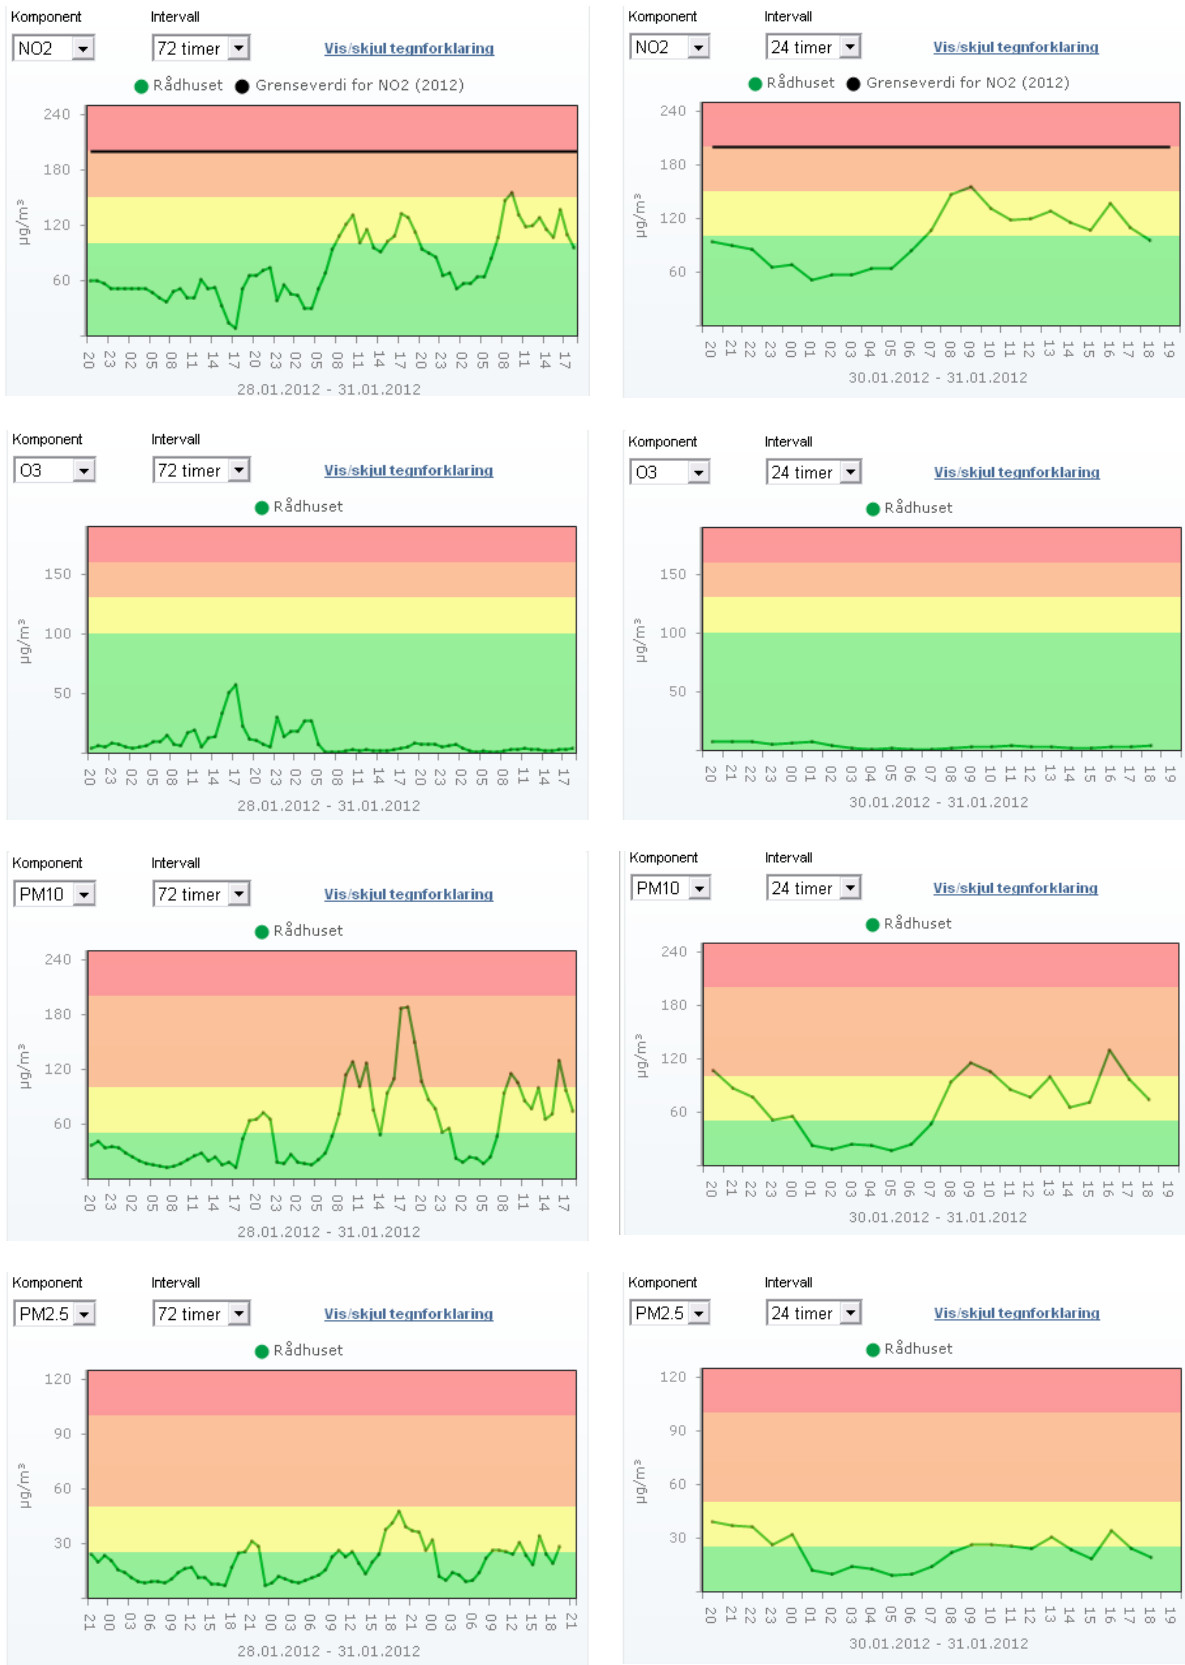 Komponent Intervall
NO2 72 timer Vis/skjul tegnforklaring
Rådhuset Grenseverdi for NO2 (2012)
240
180
120
60
µg/m³
20 23 02 05 08 11 14 17 20 23 02 05 08 11 14 17 20 23 02 05 08 11 14 17
28.01.2012 - 31.01.2012
Komponent Intervall
NO2 24 timer Vis/skjul tegnforklaring
Rådhuset Grenseverdi for NO2 (2012)
240
180
120
60
µg/m³
20 21 22 23 00 01 02 03 04 05 06 07 08 09 10 11 12 13 14 15 16 17 18 19
30.01.2012 - 31.01.2012
Komponent Intervall
O3 72 timer Vis/skjul tegnforklaring
Rådhuset
150
100
50
µg/m³
20 23 02 05 08 11 14 17 20 23 02 05 08 11 14 17 20 23 02 05 08 11 14 17
28.01.2012 - 31.01.2012
Komponent Intervall
O3 24 timer Vis/skjul tegnforklaring
Rådhuset
150
100
50
µg/m³
20 21 22 23 00 01 02 03 04 05 06 07 08 09 10 11 12 13 14 15 16 17 18 19
30.01.2012 - 31.01.2012
Komponent Intervall
PM10 72 timer Vis/skjul tegnforklaring
Rådhuset
240
180
120
60
µg/m³
20 23 02 05 08 11 14 17 20 23 02 05 08 11 14 17 20 23 02 05 08 11 14 17
28.01.2012 - 31.01.2012
Komponent Intervall
PM10 24 timer Vis/skjul tegnforklaring
Rådhuset
240
180
120
60
µg/m³
20 21 22 23 00 01 02 03 04 05 06 07 08 09 10 11 12 13 14 15 16 17 18 19
30.01.2012 - 31.01.2012
Komponent Intervall
PM2.5 72 timer Vis/skjul tegnforklaring
Rådhuset
120
90
60
30
µg/m³
21 00 03 06 09 12 15 18 21 00 03 06 09 12 15 18 21 00 03 06 09 12 15 18 21
28.01.2012 - 31.01.2012
Komponent Intervall
PM2.5 24 timer Vis/skjul tegnforklaring
Rådhuset
120
90
60
30
µg/m³
20 21 22 23 00 01 02 03 04 05 06 07 08 09 10 11 12 13 14 15 16 17 18 19
30.01.2012 - 31.01.2012